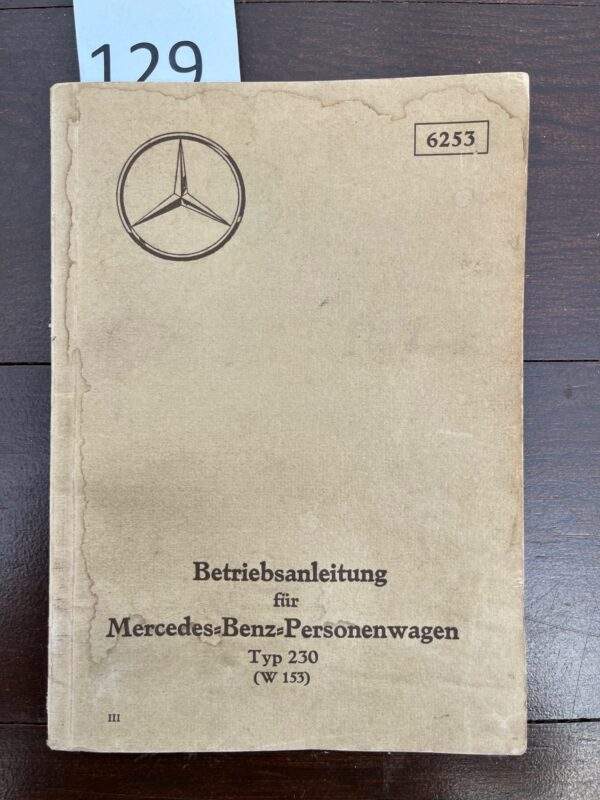 129
6253
Betriebsanleitung
für
Mercedes=Benz=Personenwagen
Typ 230
(W 153)
III